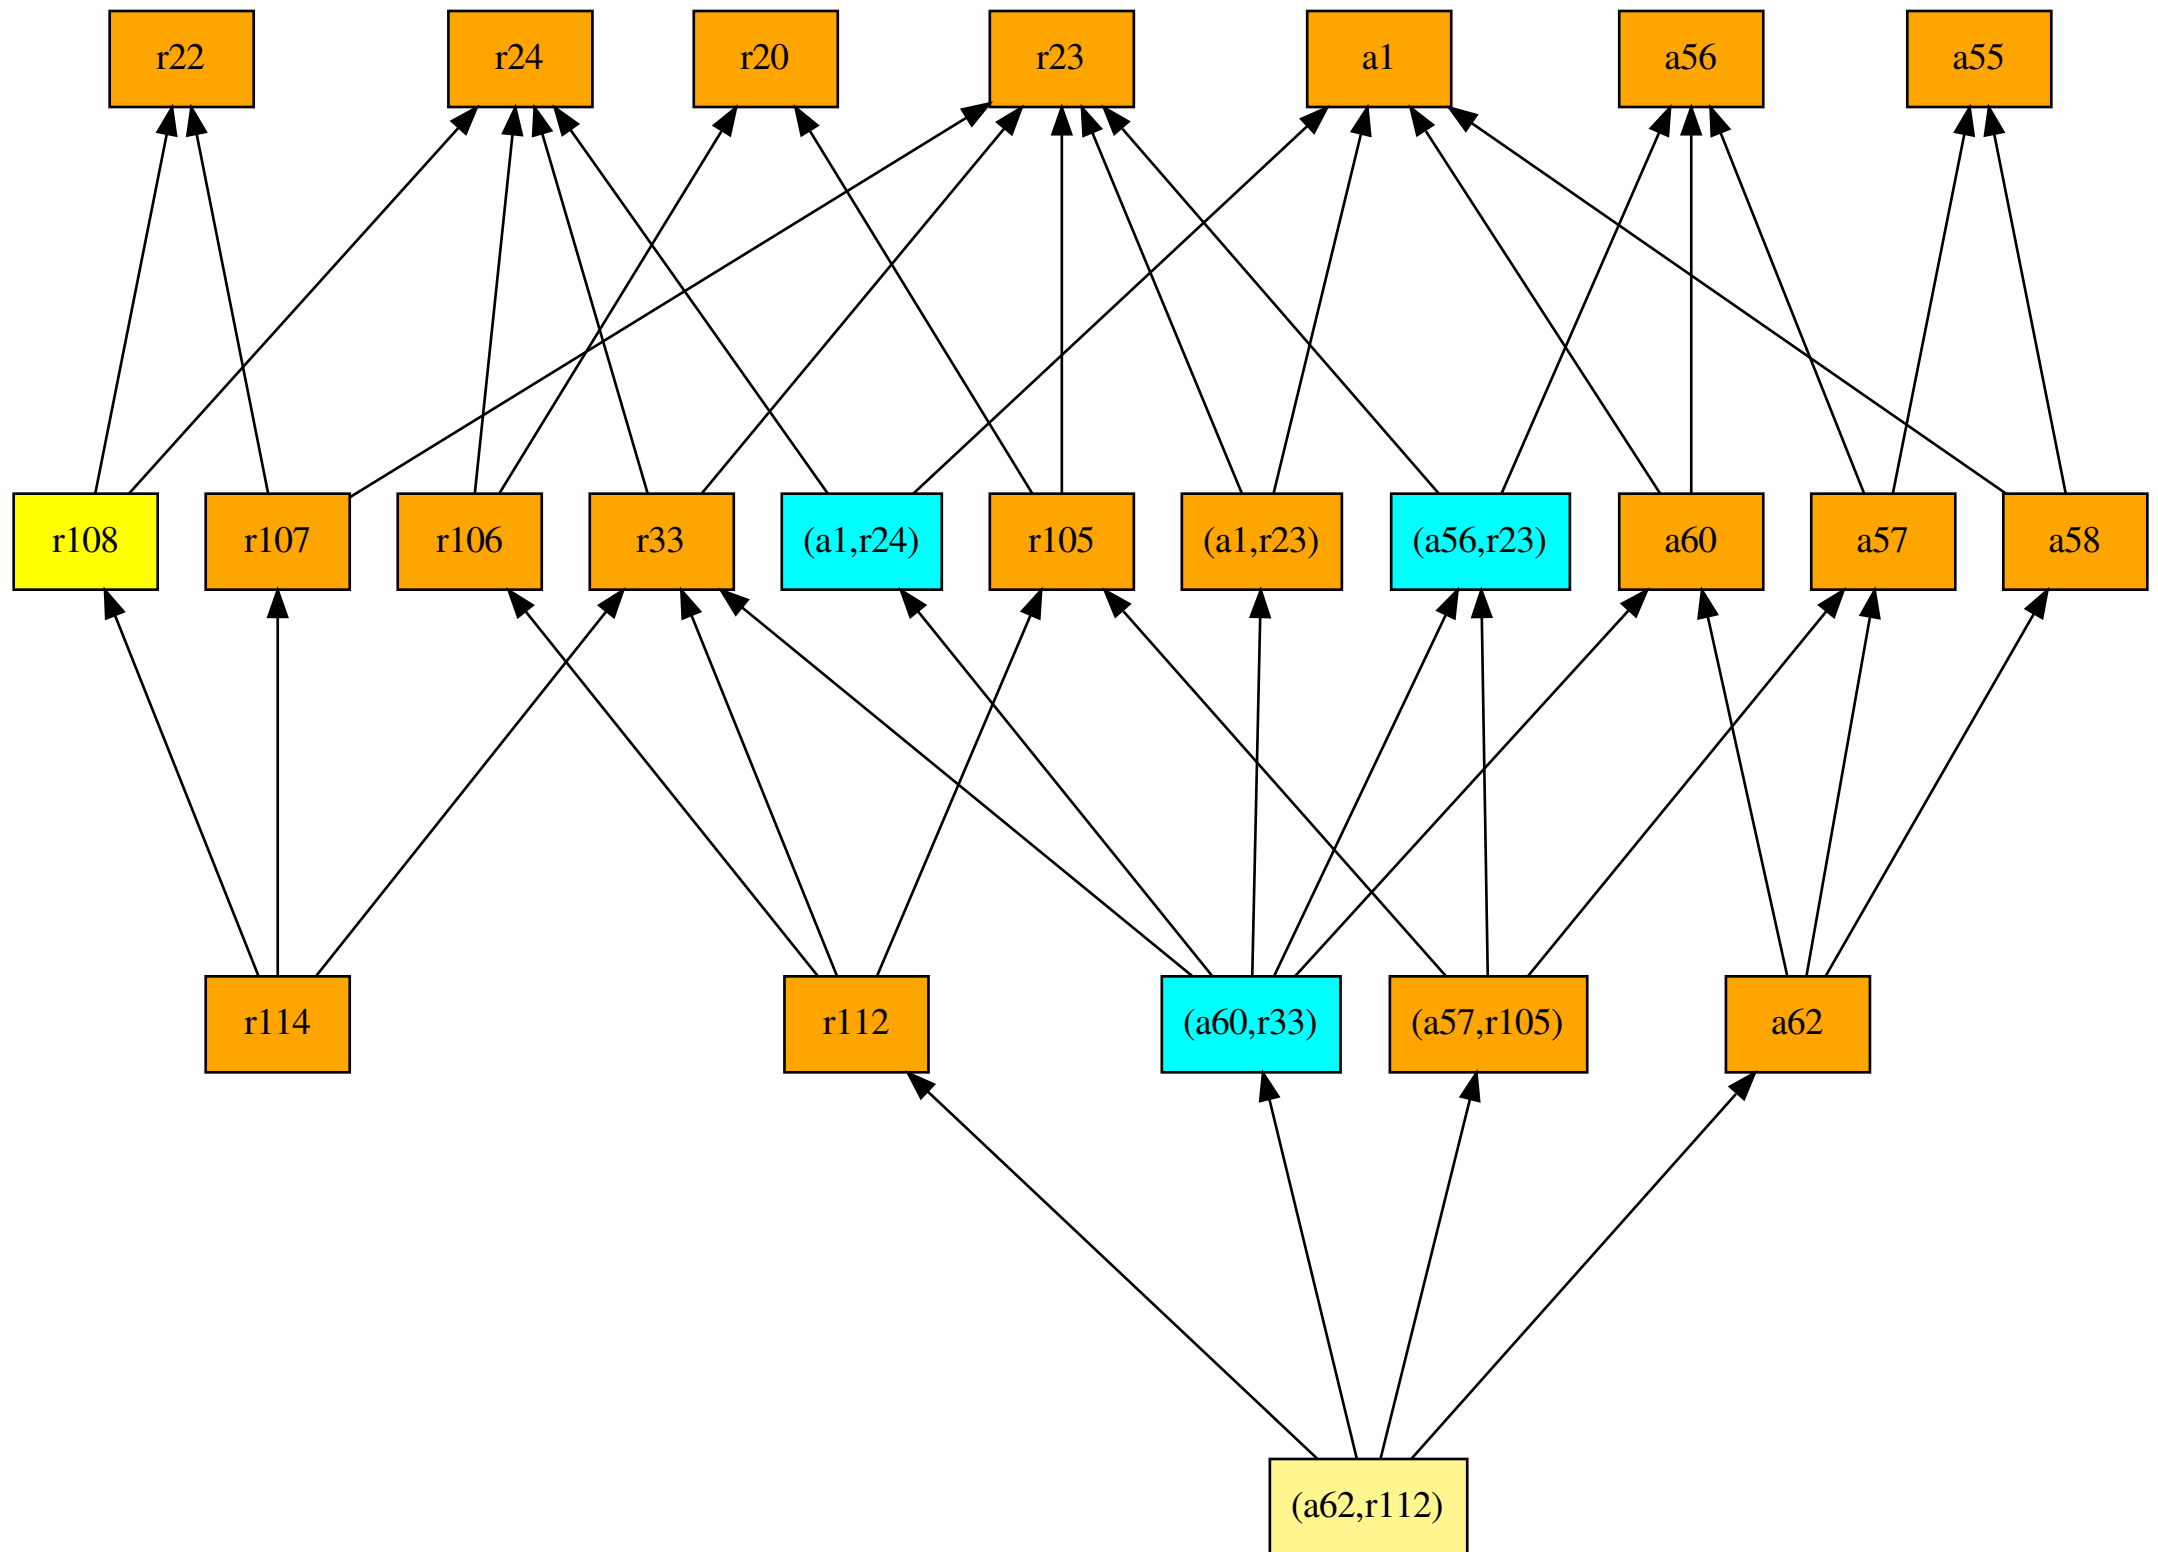 r22
r24
r20
r23
a1
a56
a55
r108
r107
r106
r33
(a1,r24)
r105
(a1,r23)
(a56,r23)
a60
a57
a58
r114
r112
(a60,r33)
(a57,r105)
a62
(a62,r112)